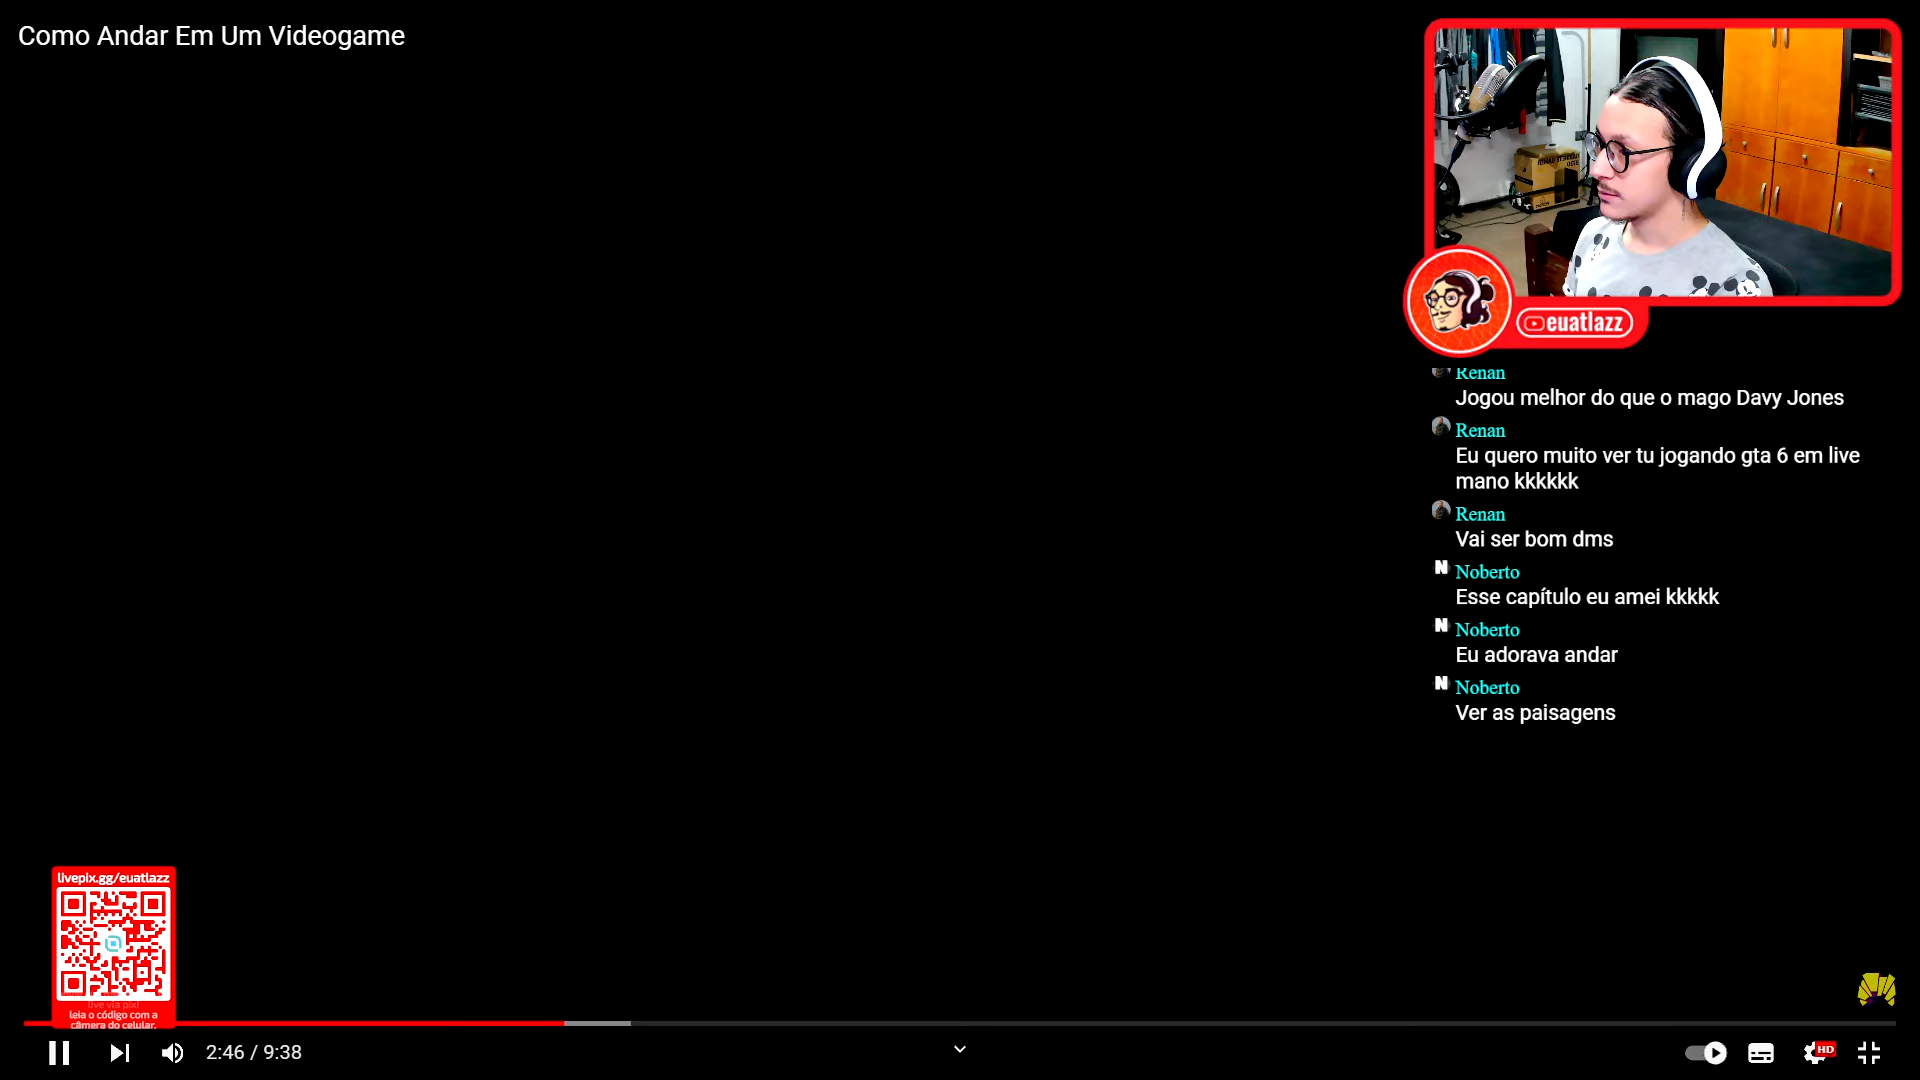 Como Andar Em Um Videogame
euatlazz
Renan
Jogou melhor do que o mago Davy Jones
Renan
Eu quero muito ver tu jogando gta 6 em live
mano kkkkkk
Renan
Vai ser bom dms
N Noberto
Esse capítulo eu amei kkkkk
N Noberto
Eu adorava andar
N Noberto
Ver as paisagens
livepix.gg/euatlazz
live via pix!
leia o código com a
câmera do celular.
2:46 / 9:38
HD